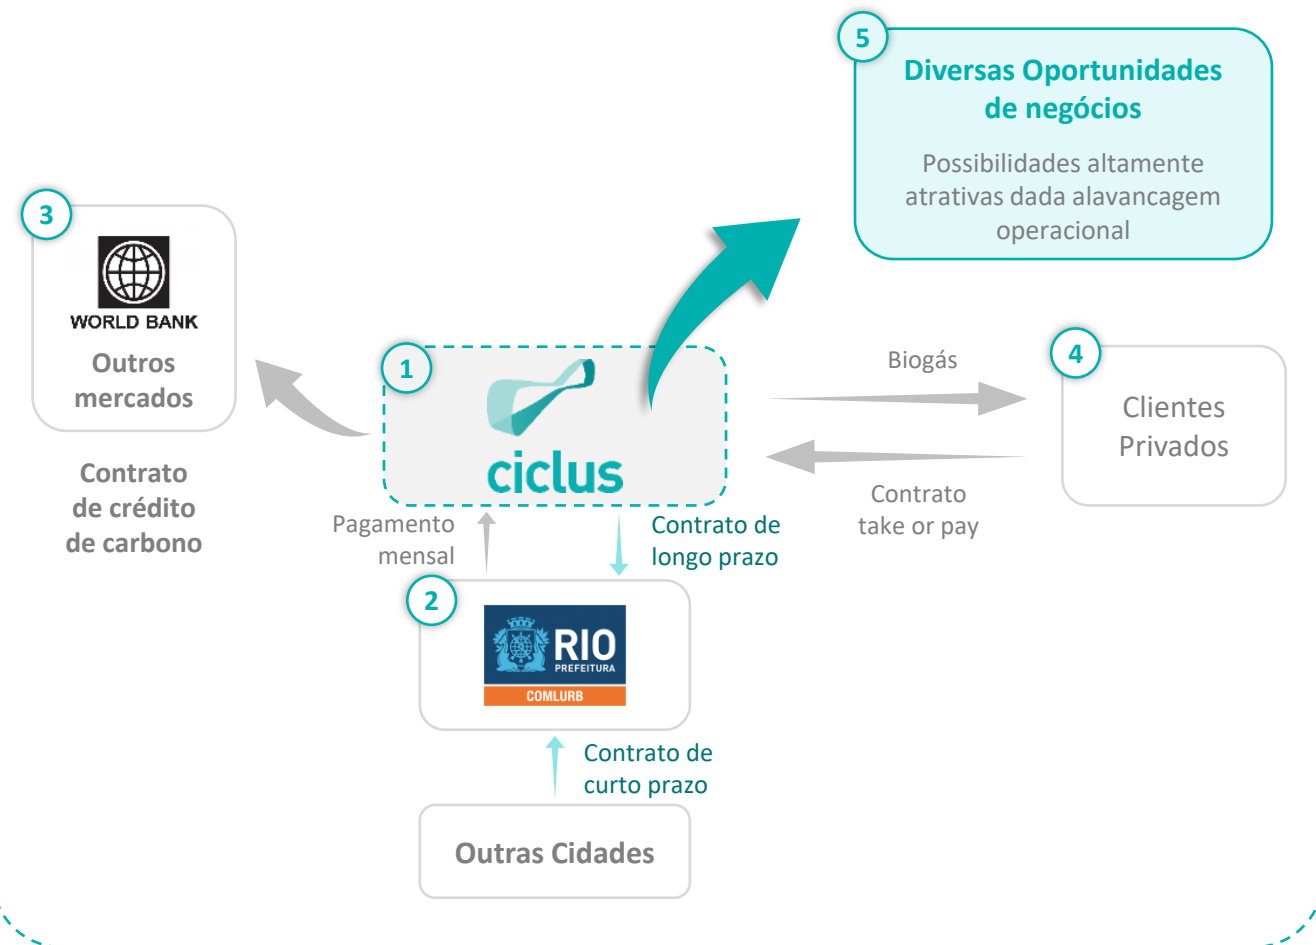 5
Diversas Oportunidades
de negócios
Possibilidades altamente
atrativas dada alavancagem
operacional
3
WORLD BANK
Outros
mercados
Contrato
de crédito
de carbono
1
ciclus
Biogás
4
Clientes
Privados
Contrato
take or pay
Pagamento
mensal
Contrato de
longo prazo
2
RIO
PREFEITURA
COMLURB
Contrato de
curto prazo
Outras Cidades